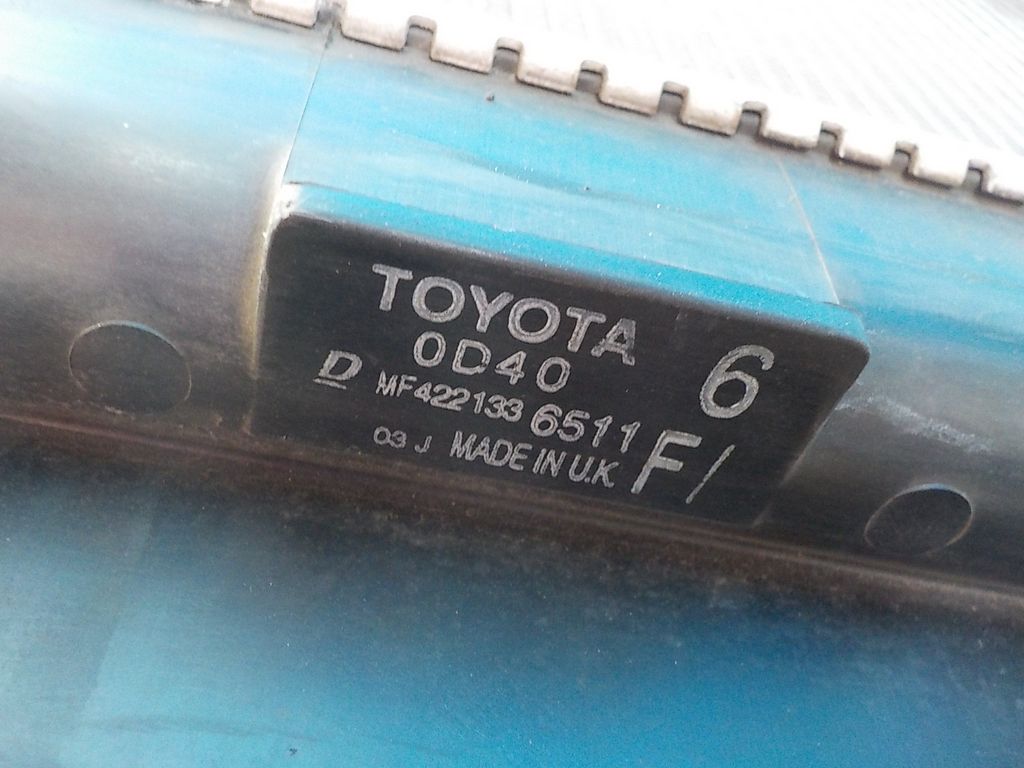 TOYOTA 6
0D40
D MF422133 6511 F/
03 J MADE IN U.K.